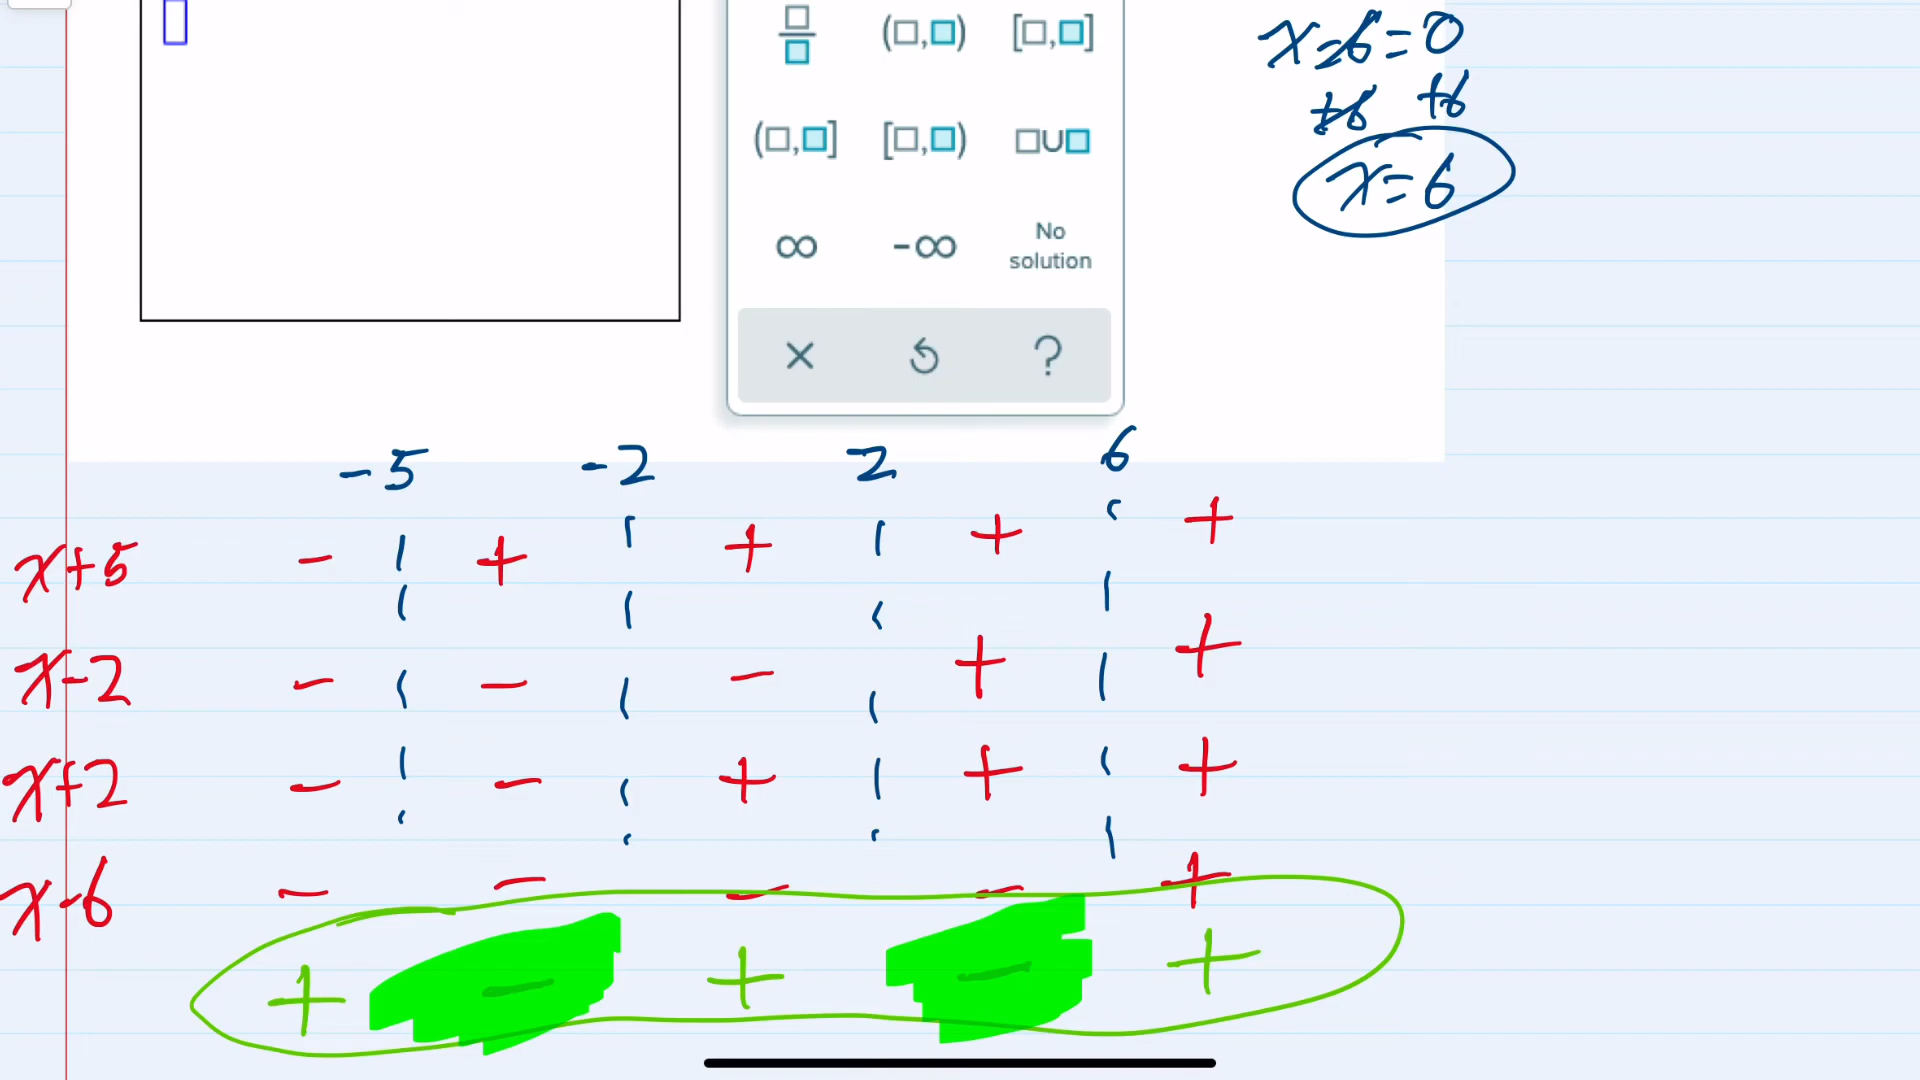 (□,□) [□,□]
(□,□] [□,□) □∪□
∞ -∞ No solution
× ?
x-6=0
+6 +6
x=6
-5 -2 2 6
x+5 - + + + +
x-2 - - - + +
x+2 - - + + +
x-6 - - - - +
+ - + - +